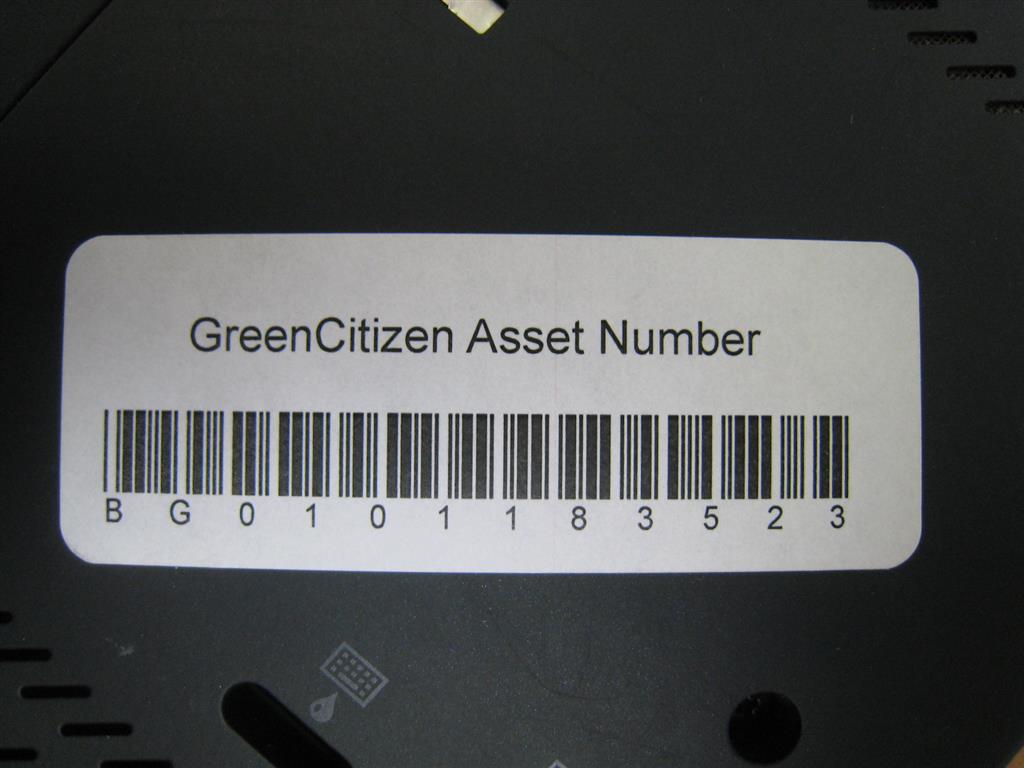 GreenCitizen Asset Number
B G 0 1 0 1 1 8 3 5 2 3